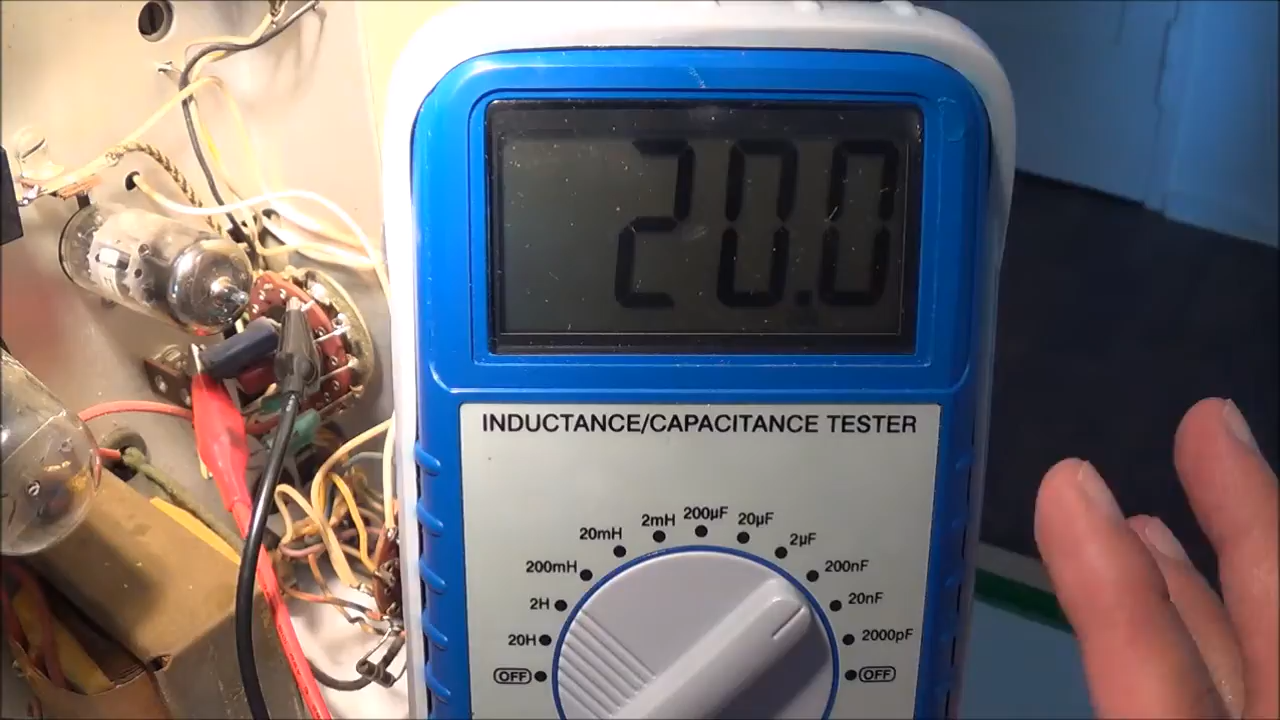 20.0
INDUCTANCE/CAPACITANCE TESTER
200µF
2mH
20µF
20mH
2µF
200mH
200nF
2H
20nF
20H
2000pF
OFF
OFF